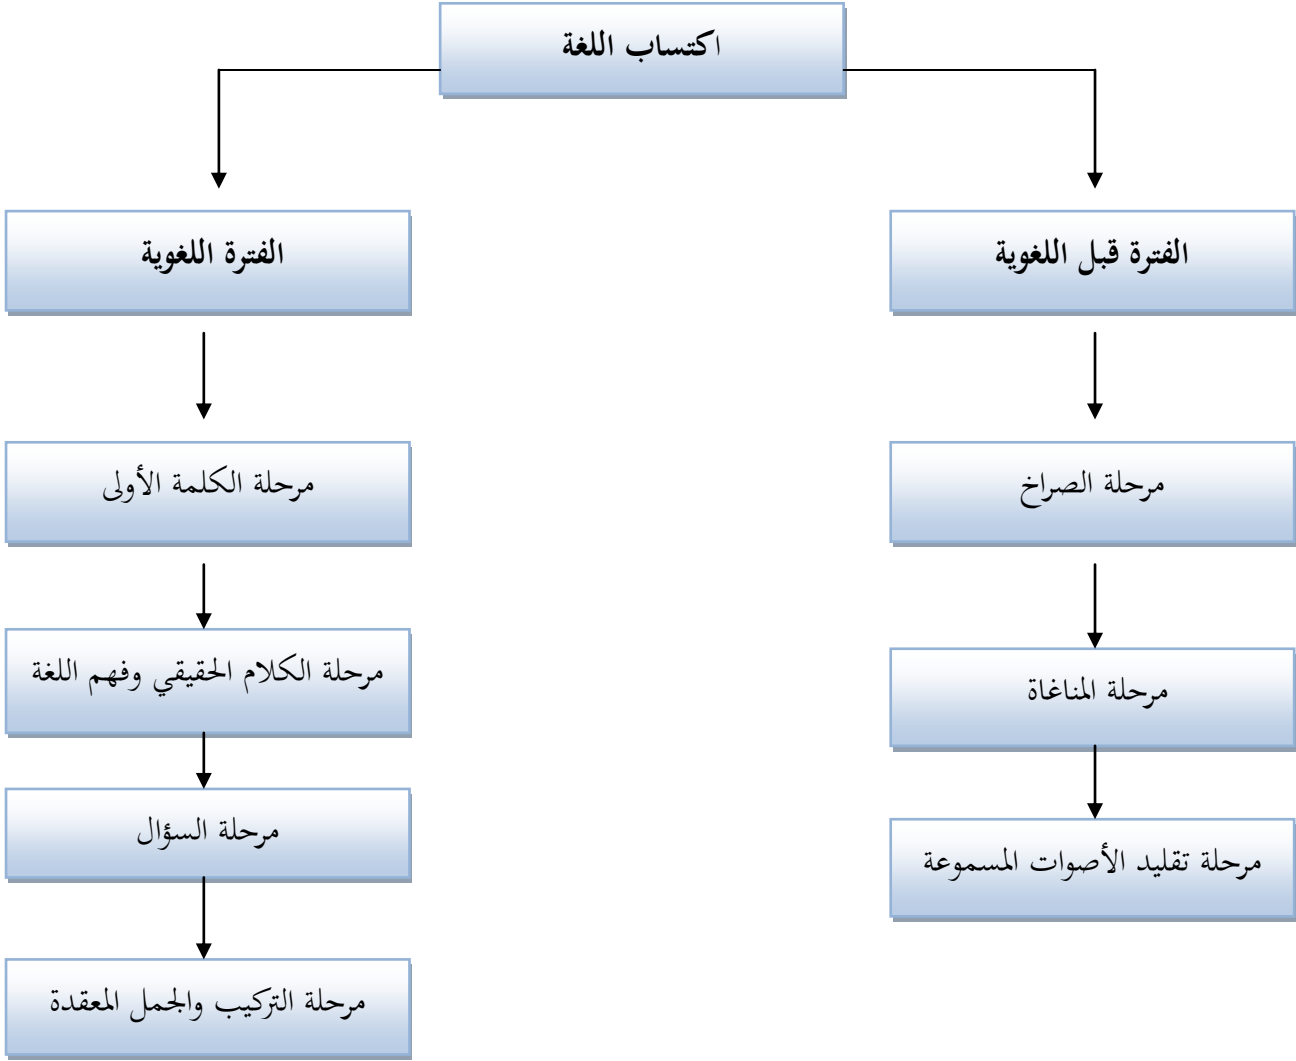 اكتساب اللغة
الفترة قبل اللغوية
الفترة اللغوية
مرحلة الصراخ
مرحلة الكلمة الأولى
مرحلة المناغاة
مرحلة الكلام الحقيقي وفهم اللغة
مرحلة تقليد الأصوات المسموعة
مرحلة السؤال
مرحلة التركيب والجمل المعقدة